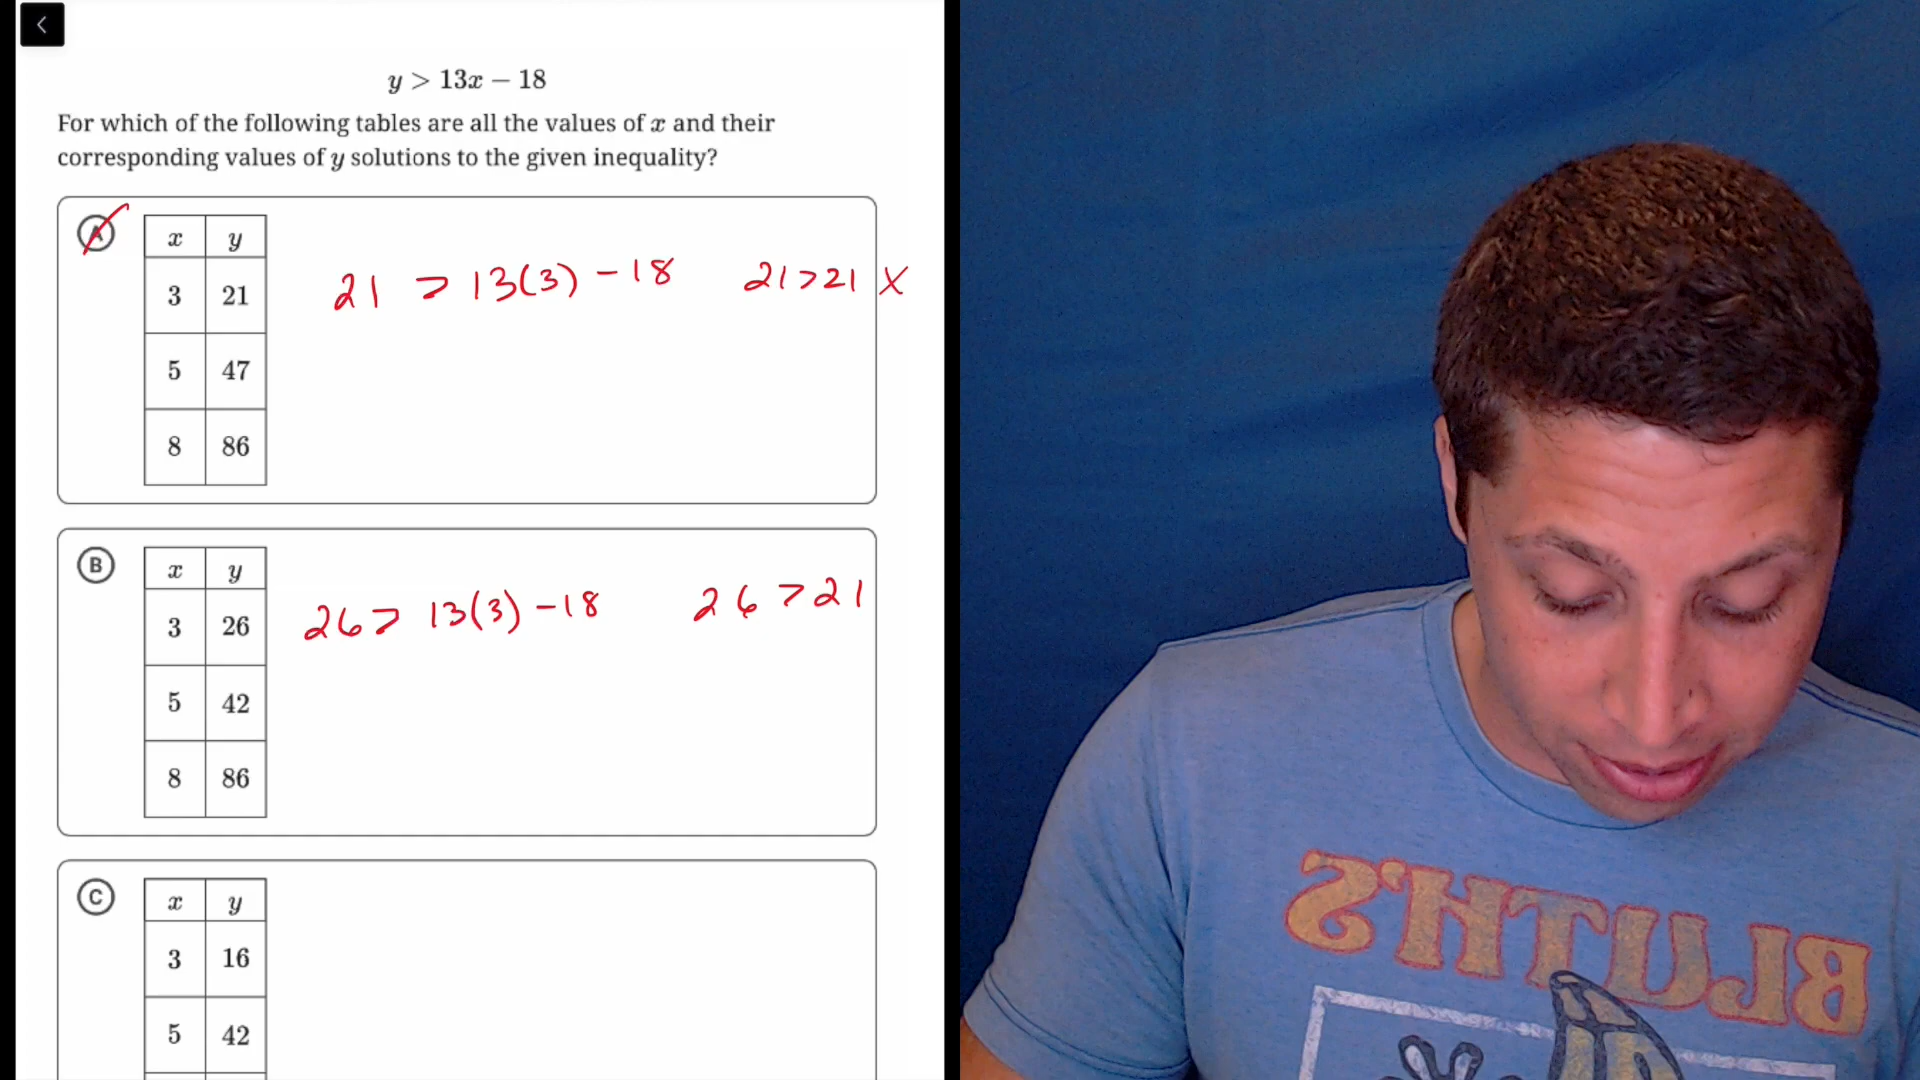 y > 13x − 18
For which of the following tables are all the values of x and their
corresponding values of y solutions to the given inequality?
A
x y
3 21
21 > 13(3) − 18
21 > 21 X
5 47
8 86
B
x y
3 26
26 > 13(3) − 18
26 > 21
5 42
8 86
C
x y
3 16
5 42
BLUTH'S